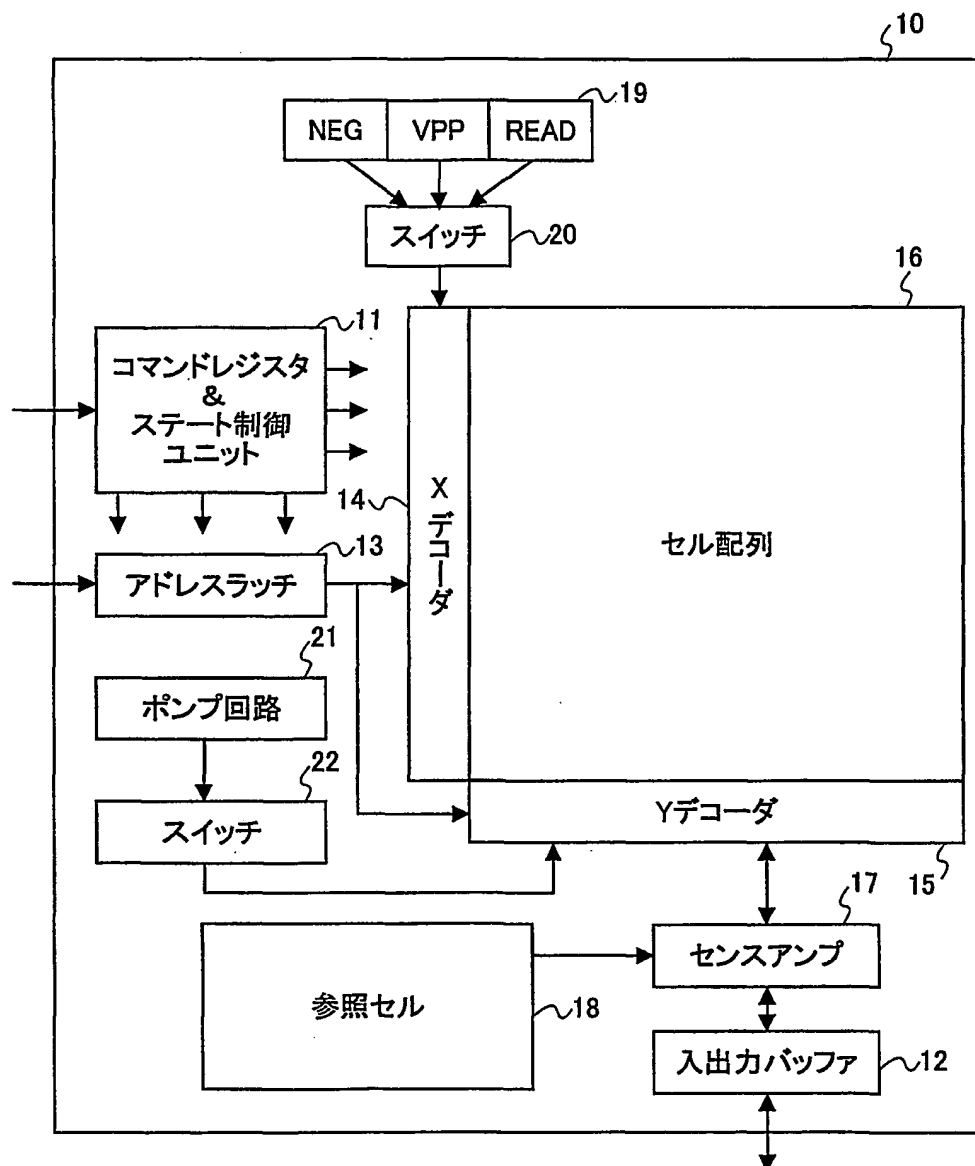 10
19
NEG VPP READ
スイッチ
20
16
11
コマンドレジスタ
&
ステート制御
ユニット
14
Xデコーダ
セル配列
13
アドレスラッチ
21
ポンプ回路
22
スイッチ
Yデコーダ
15
17
センスアンプ
参照セル
18
入出力バッファ
12